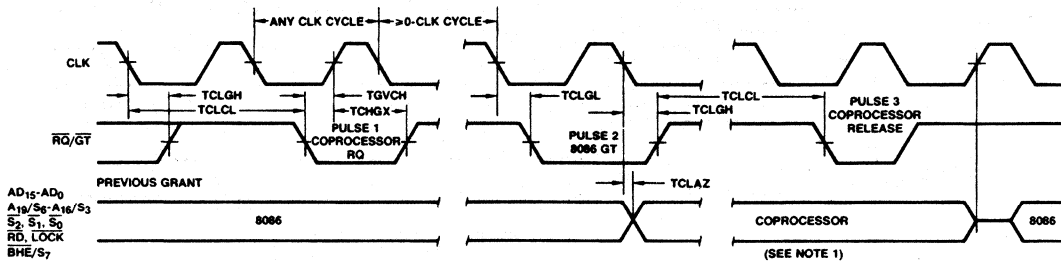 ANY CLK CYCLE
≥0-CLK CYCLE
CLK
TCLGH
TGVCH
TCLGL
TCLCL
TCLCL
TCHGX
TCLGH
PULSE 3
COPROCESSOR
RELEASE
RQ/GT
PULSE 1
COPROCESSOR
RQ
PULSE 2
8086 GT
PREVIOUS GRANT
TCLAZ
AD15-AD0
A19/S6-A16/S3
S2, S1, S0
RD, LOCK
BHE/S7
8086
COPROCESSOR
8086
(SEE NOTE 1)